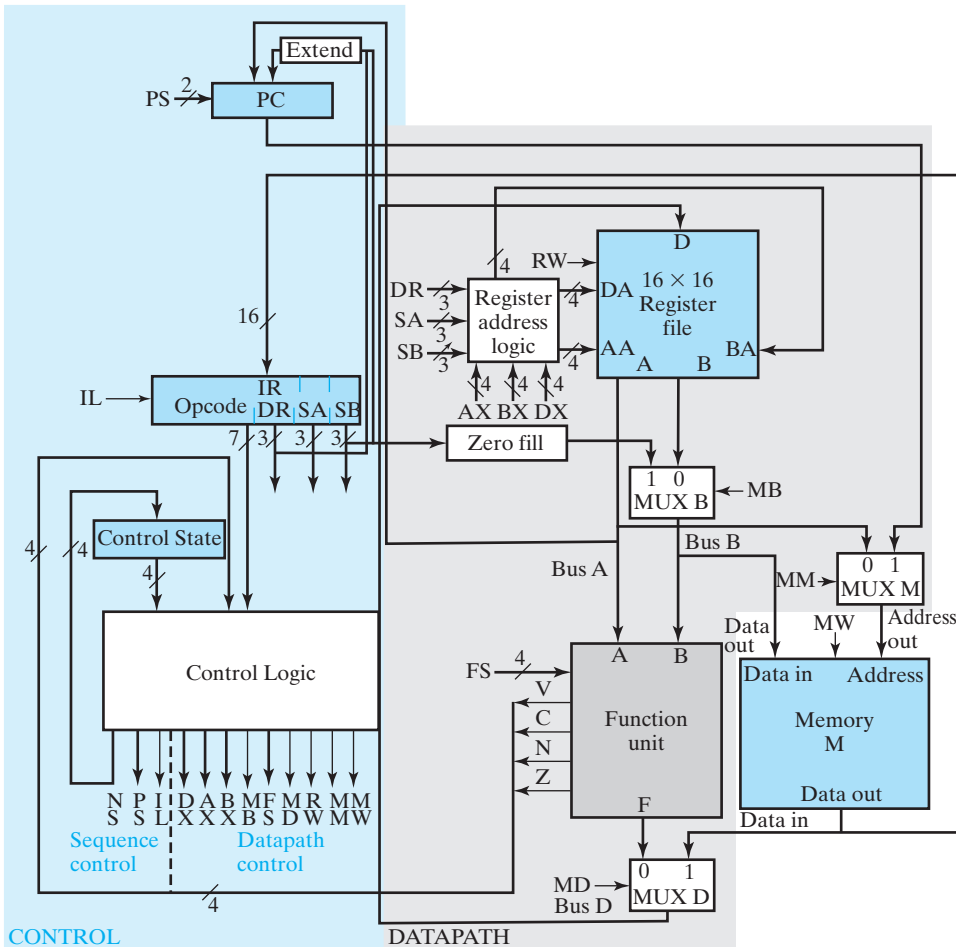 Extend
PS 2 PC
D
4
RW
16 × 16
Register
file
DR 3
SA 3
SB 3
Register
address
logic
4 DA
4 AA
A B BA
16
4 4 4
AX BX DX
IL
IR
Opcode DR SA SB
7 3 3 3
Zero fill
1 0
MUX B
MB
4 4
Control State
4
Bus A
Bus B
0 1
MUX M
MM
Address
out
Data
out
MW
Control Logic
FS 4
A B
Function
unit
F
V
C
N
Z
Data in Address
Memory
M
Data out
Data in
N P I D A B M F M R M M
S S L X X X B S D W M W
Sequence
control
Datapath
control
4
0 1
MUX D
MD
Bus D
CONTROL
DATAPATH